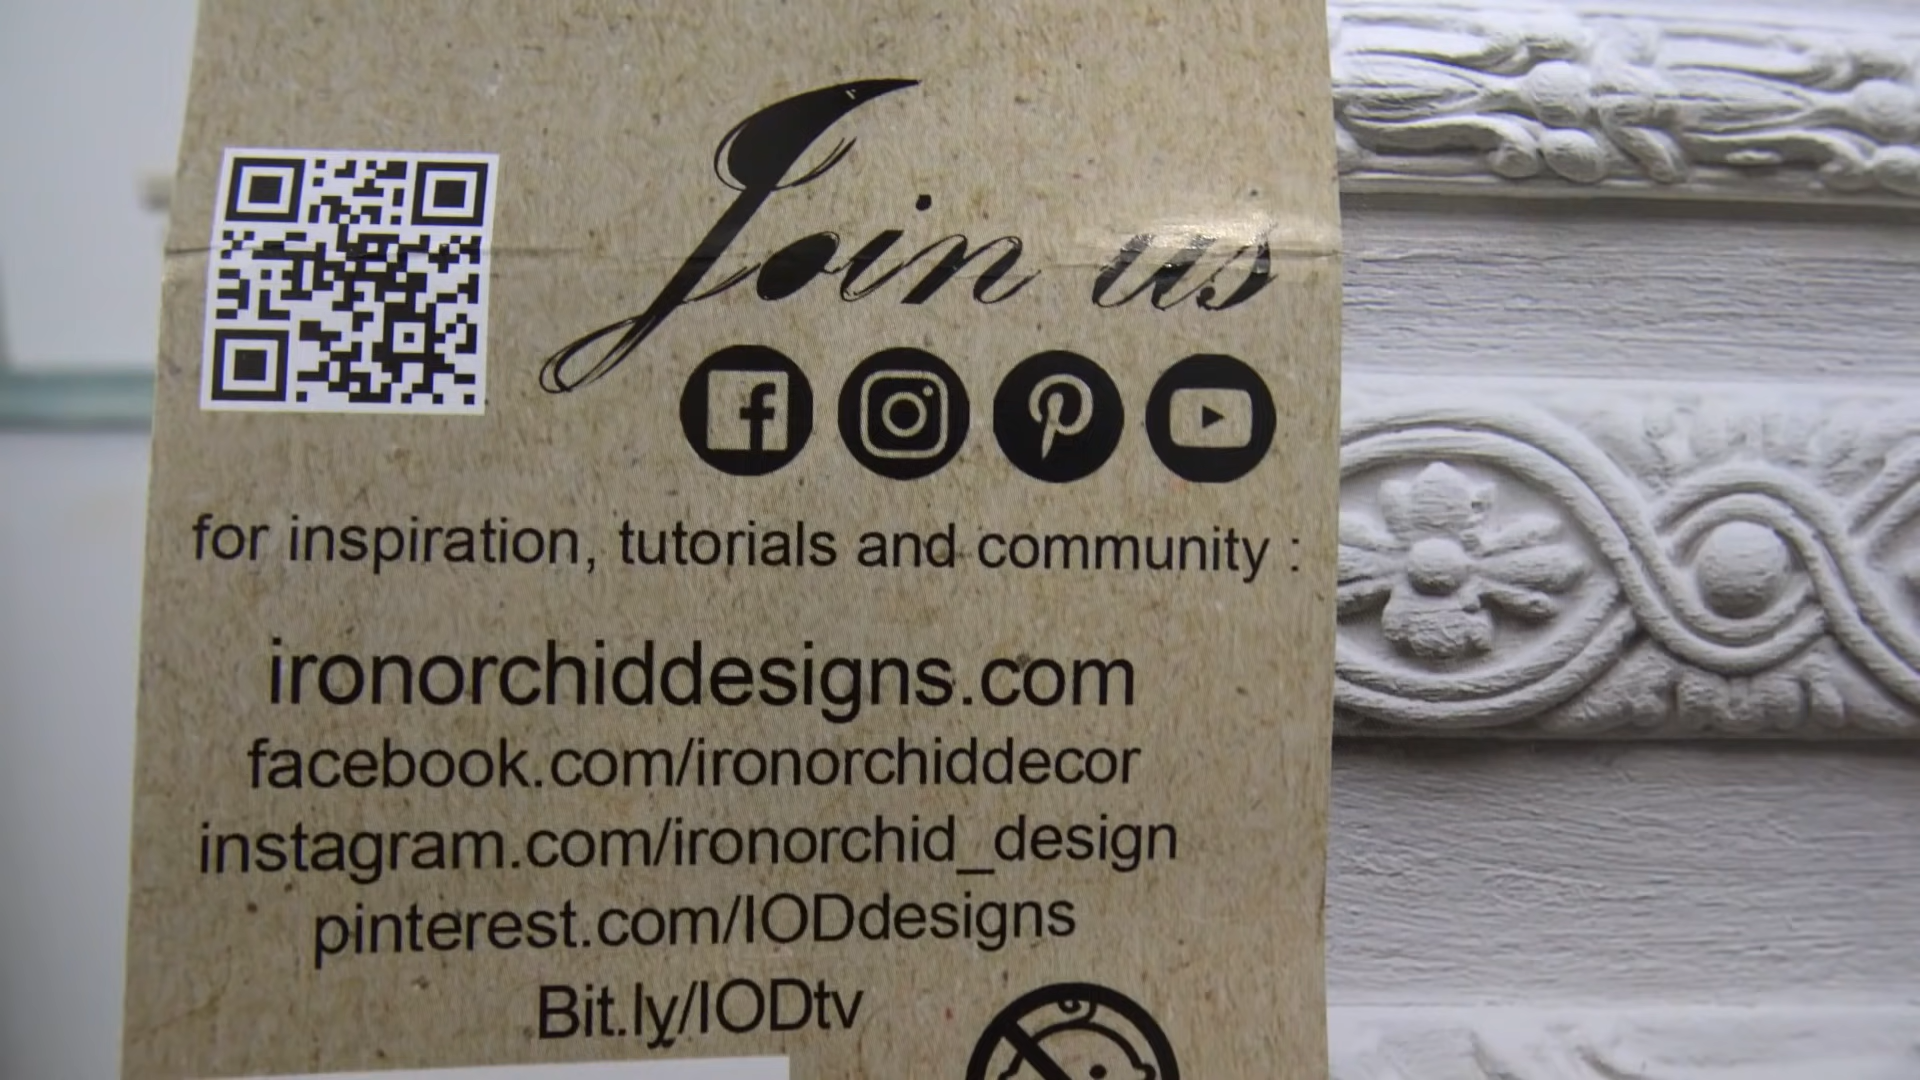 Join us
for inspiration, tutorials and community :
ironorchiddesigns.com
facebook.com/ironorchiddecor
instagram.com/ironorchid_design
pinterest.com/IODdesigns
Bit.ly/IODtv